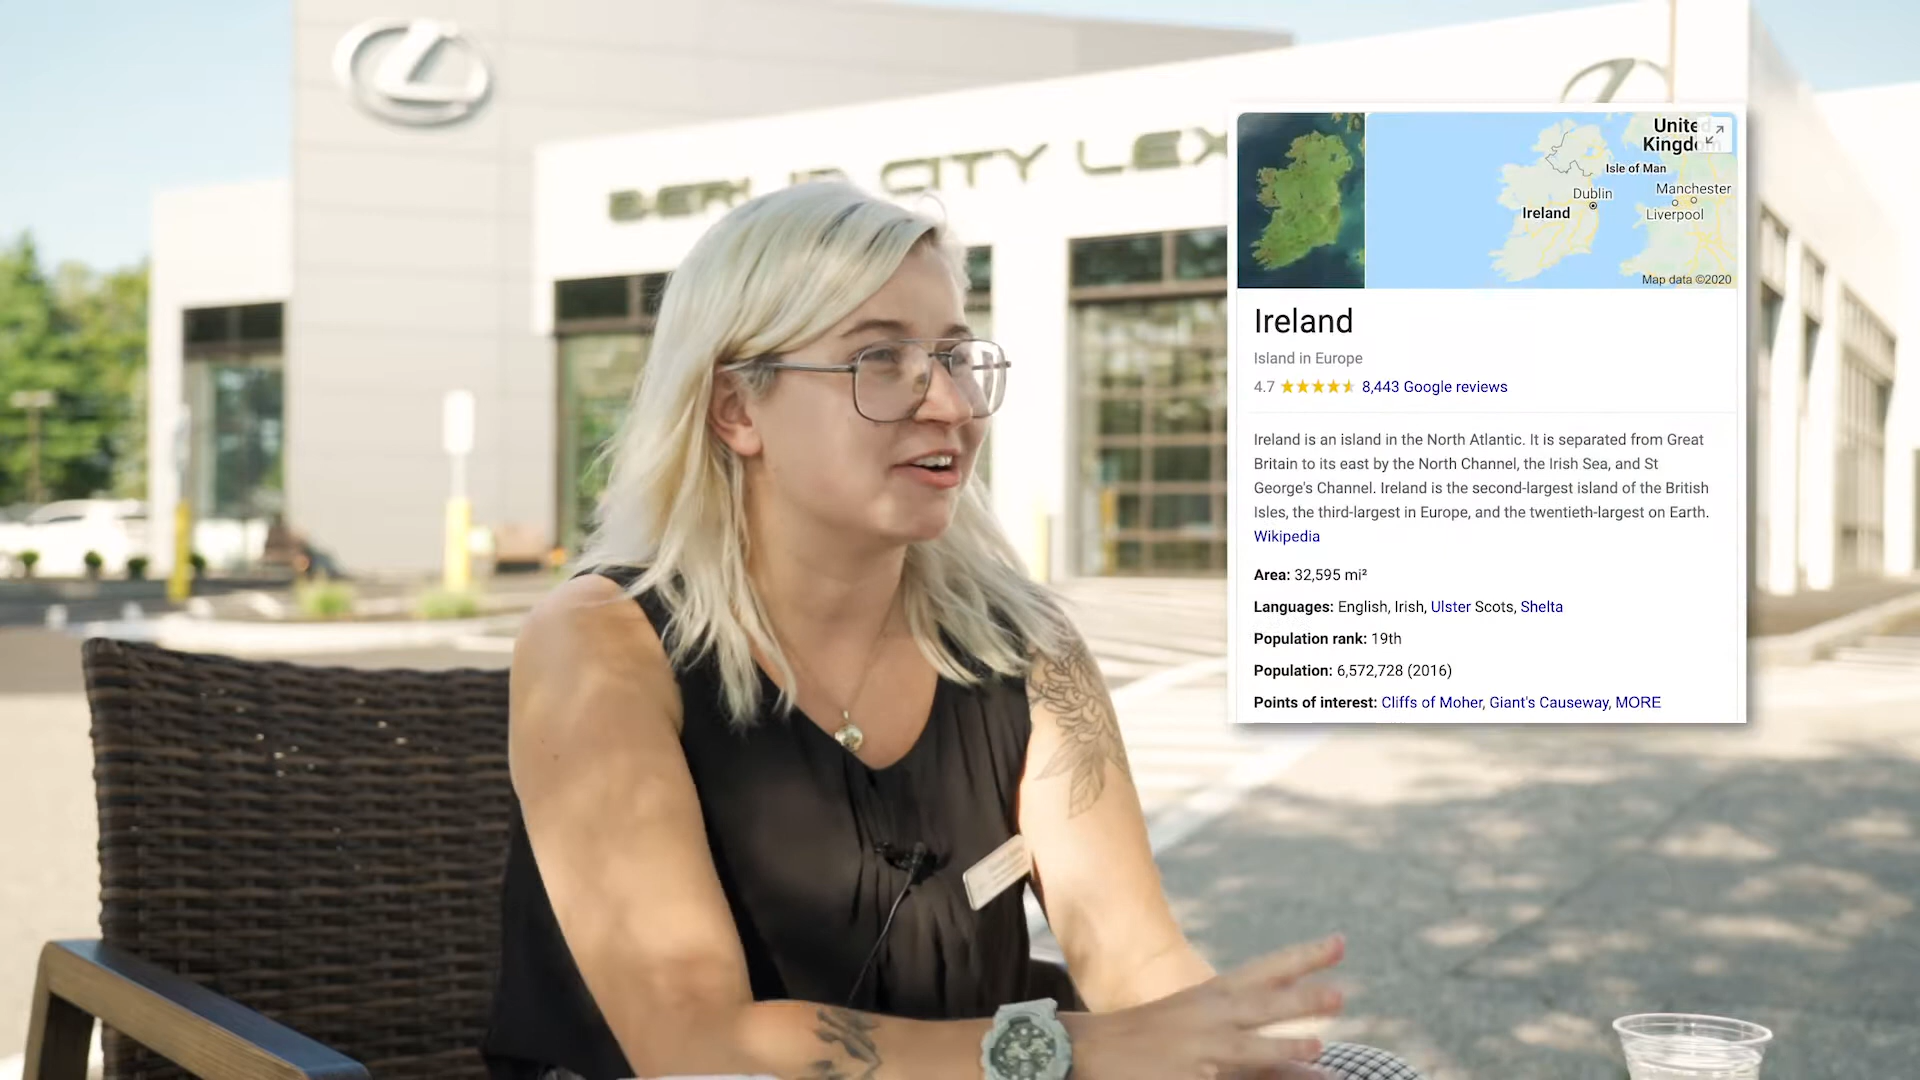 CITY LEX
United
Kingdom
Isle of Man
Dublin
Manchester
Ireland
Liverpool
Map data ©2020
Ireland
Island in Europe
4.7 8,443 Google reviews
Ireland is an island in the North Atlantic. It is separated from Great
Britain to its east by the North Channel, the Irish Sea, and St
George's Channel. Ireland is the second-largest island of the British
Isles, the third-largest in Europe, and the twentieth-largest on Earth.
Wikipedia
Area: 32,595 mi²
Languages: English, Irish, Ulster Scots, Shelta
Population rank: 19th
Population: 6,572,728 (2016)
Points of interest: Cliffs of Moher, Giant's Causeway, MORE